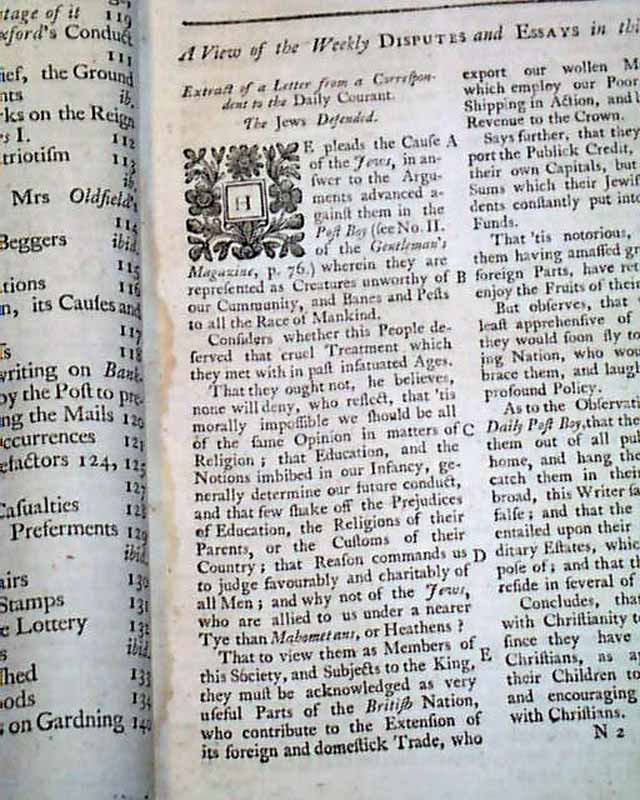 ntage of it 119
xford's Conduct
111
ief, the Ground
nts ib.
rks on the Reign
es I. 112
triotiſm 113
ib.
Mrs Oldfield's
114
Beggers ibid.
115
tions 116
n, its Cauſes and
117
s 118
writing on Bank
by the Poſt to pre-
ng the Mails 120
ccurrences 121
efactors 124, 125
127
Caſualties 128
Preferments 129
ibid.
airs 130
Stamps 131
e Lottery 132
s ibid.
ſhed 133
oods 134
s on Gardning 140
A View of the Weekly DISPUTES and ESSAYS in thi
Extract of a Letter from a Correſpon-
dent to the Daily Courant.
The Jews Defended.
HE pleads the Cauſe A
of the Jews, in an-
ſwer to the Argu-
ments advanced a-
gainſt them in the
Poſt Boy (ſee No. II.
of the Gentleman's
Magazine, p. 76.) wherein they are
repreſented as Creatures unworthy of B
our Cummunity, and Banes and Peſts
to all the Race of Mankind.
Conſiders whether this People de-
ſerved that cruel Treatment which
they met with in paſt infatuated Ages.
That they ought not, he believes,
none will deny, who reflect, that 'tis
morally impoſſible we ſhould be all
of the ſame Opinion in matters of C
Religion; that Education, and the
Notions imbibed in our Infancy, ge-
nerally determine our future conduct,
and that few ſhake off the Prejudices
of Education, the Religions of their
Parents, or the Cuſtoms of their
Country; that Reaſon commands us D
to judge favourably and charitably of
all Men; and why not of the Jews,
who are allied to us under a nearer
Tye than Mahometans, or Heathens?
That to view them as Members of
this Society, and Subjects to the King, E
they muſt be acknowledged as very
uſeful Parts of the Britiſh Nation,
who contribute to the Extenſion of
its foreign and domeſtick Trade, who
export our wollen M
which employ our Poor
Shipping in Action, and b
Revenue to the Crown.
Says further, that they
port the Publick Credit,
their own Capitals, but
Sums which their Jewiſ
dents conſtantly put into
Funds.
That 'tis notorious,
them having amaſſed gr
foreign Parts, have ret
enjoy the Fruits of their
But obſerves, that
leaſt apprehenſive of
they would ſoon fly to
ing Nation, who wou
brace them, and laugh
profound Policy.
As to the Obſervati
Daily Poſt Boy, that the
them out of all pu
home, and hang the
catch them in their
broad, this Writer ſa
falſe; and that the
entailed upon their
ditary Eſtates, whic
poſe of; and that th
reſide in ſeveral of
Concludes, tha
with Chriſtianity to
ſince they have
Chriſtians, as ap
their Children to
and encouraging
with Chriſtians.
N 2